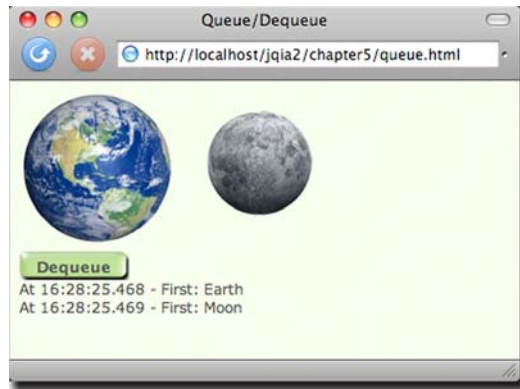 Queue/Dequeue
http://localhost/jqia2/chapter5/queue.html
Dequeue
At 16:28:25.468 - First: Earth
At 16:28:25.469 - First: Moon